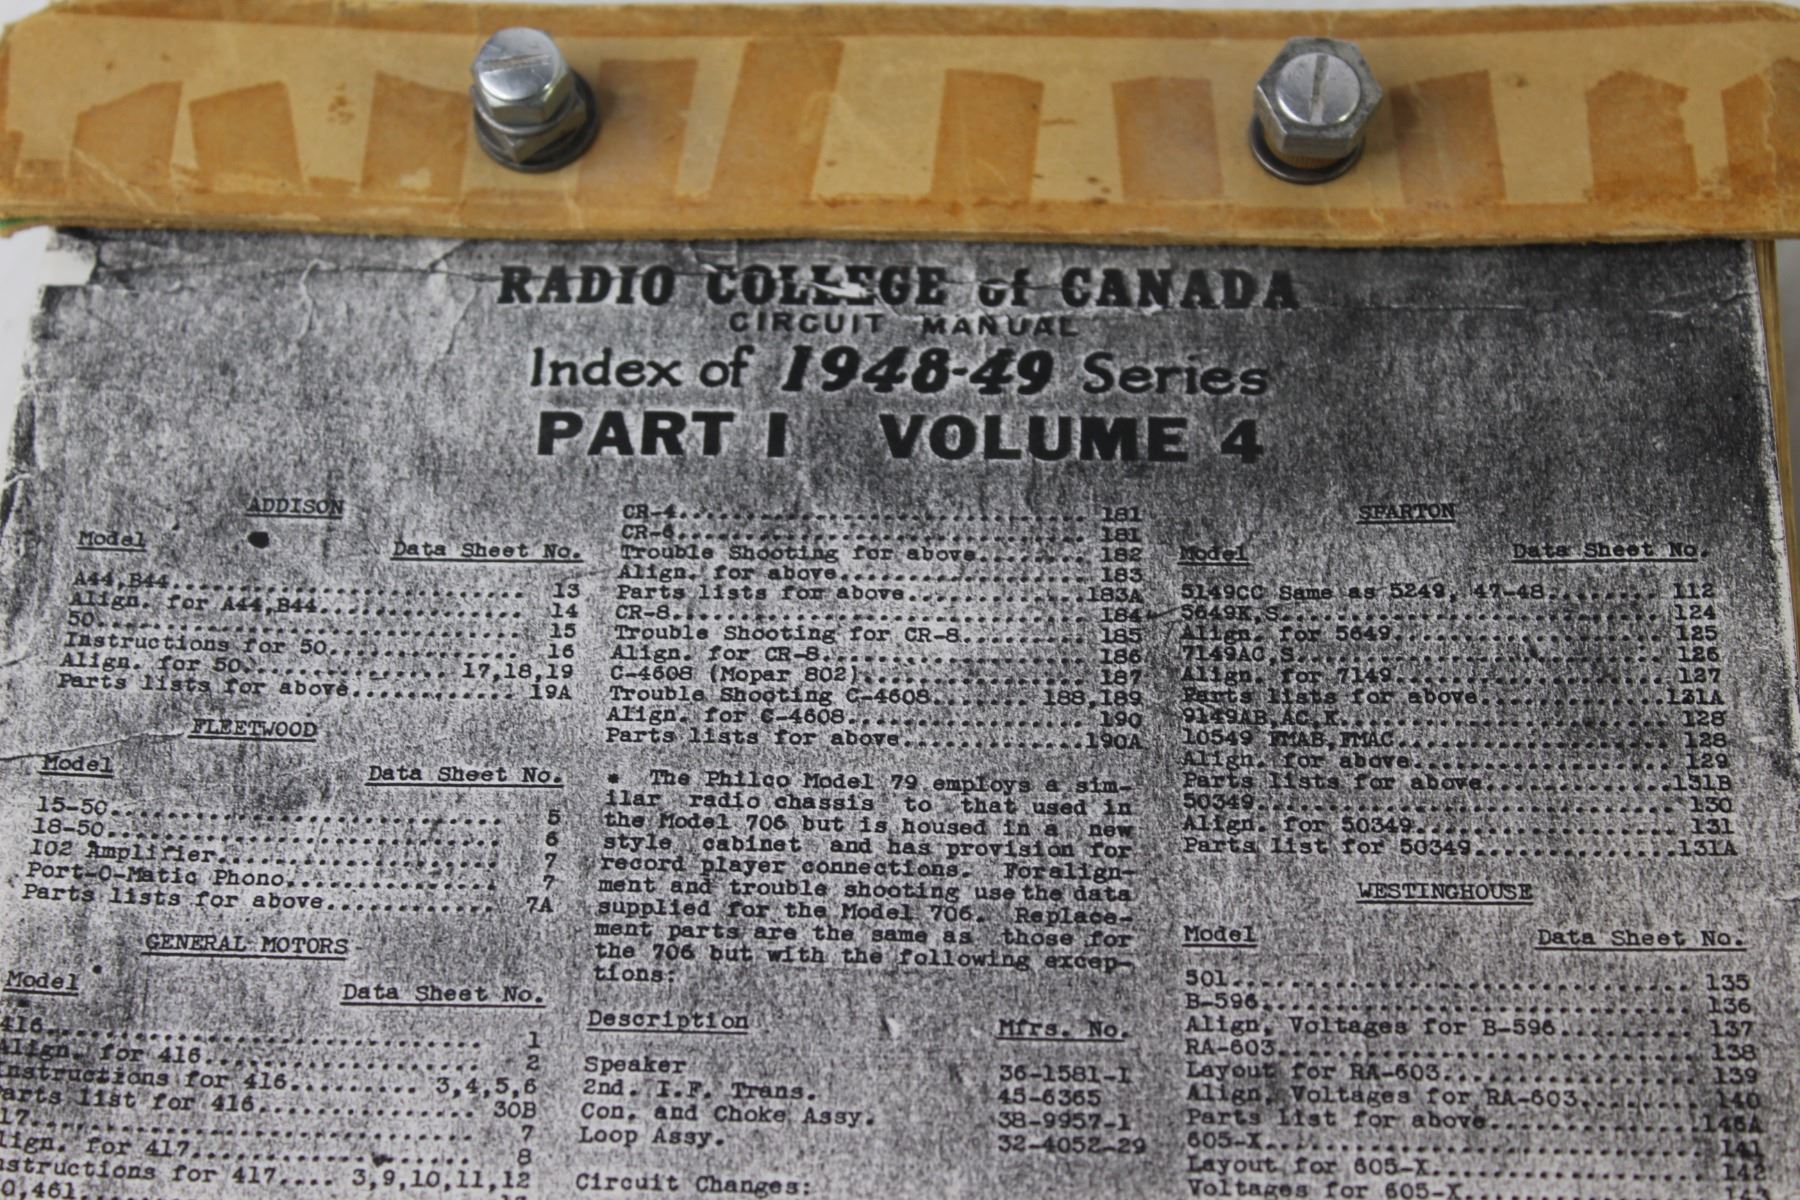 RADIO COLLEGE of CANADA
CIRCUIT MANUAL
Index of 1948-49 Series
PART I VOLUME 4
ADDISON
Model Data Sheet No.
A44,B44 13
Align. for A44,B44 14
50 15
Instructions for 50 16
Align. for 50 17,18,19
Parts lists for above 19A
FLEETWOOD
Model Data Sheet No.
15-50 5
18-50 6
102 Amplifier 7
Port-O-Matic Phono 7
Parts lists for above 7A
GENERAL MOTORS
Model Data Sheet No.
416 1
Align. for 416 2
nstructions for 416 3,4,5,6
arts list for 416 30B
17 7
lign. for 417 8
structions for 417 3,9,10,11,12
0,461
CR-4 181
CR-6 181
Trouble Shooting for above 182
Align. for above 183
Parts lists for above 183A
CR-8 184
Trouble Shooting for CR-8 185
Align. for CR-8 186
C-4608 (Mopar 802) 187
Trouble Shooting C-4608 188,189
Align. for C-4608 190
Parts lists for above 190A
* The Philco Model 79 employs a sim-
ilar radio chassis to that used in
the Model 706 but is housed in a new
style cabinet and has provision for
record player connections. For align-
ment and trouble shooting use the data
supplied for the Model 706. Replace-
ment parts are the same as those for
the 706 but with the following excep-
tions:
Description Mfrs. No.
Speaker 36-1581-1
2nd. I.F. Trans. 45-6365
Con. and Choke Assy. 38-9957-1
Loop Assy. 32-4052-29
Circuit Changes:
SPARTON
Model Data Sheet No.
5149CC Same as 5249, 47-48 112
5649K,S 124
Align. for 5649 125
7149AC,S 126
Align. for 7149 127
Parts lists for above 131A
9149AB,AC,K 128
10549 FMAB,FMAC 128
Align. for above 129
Parts lists for above 131B
50349 130
Align. for 50349 131
Parts list for 50349 131A
WESTINGHOUSE
Model Data Sheet No.
501 135
B-596 136
Align. Voltages for B-596 137
RA-603 138
Layout for RA-603 139
Align. Voltages for RA-603 140
Parts list for above 146A
605-X 141
Layout for 605-X 142
Voltages for 605-X